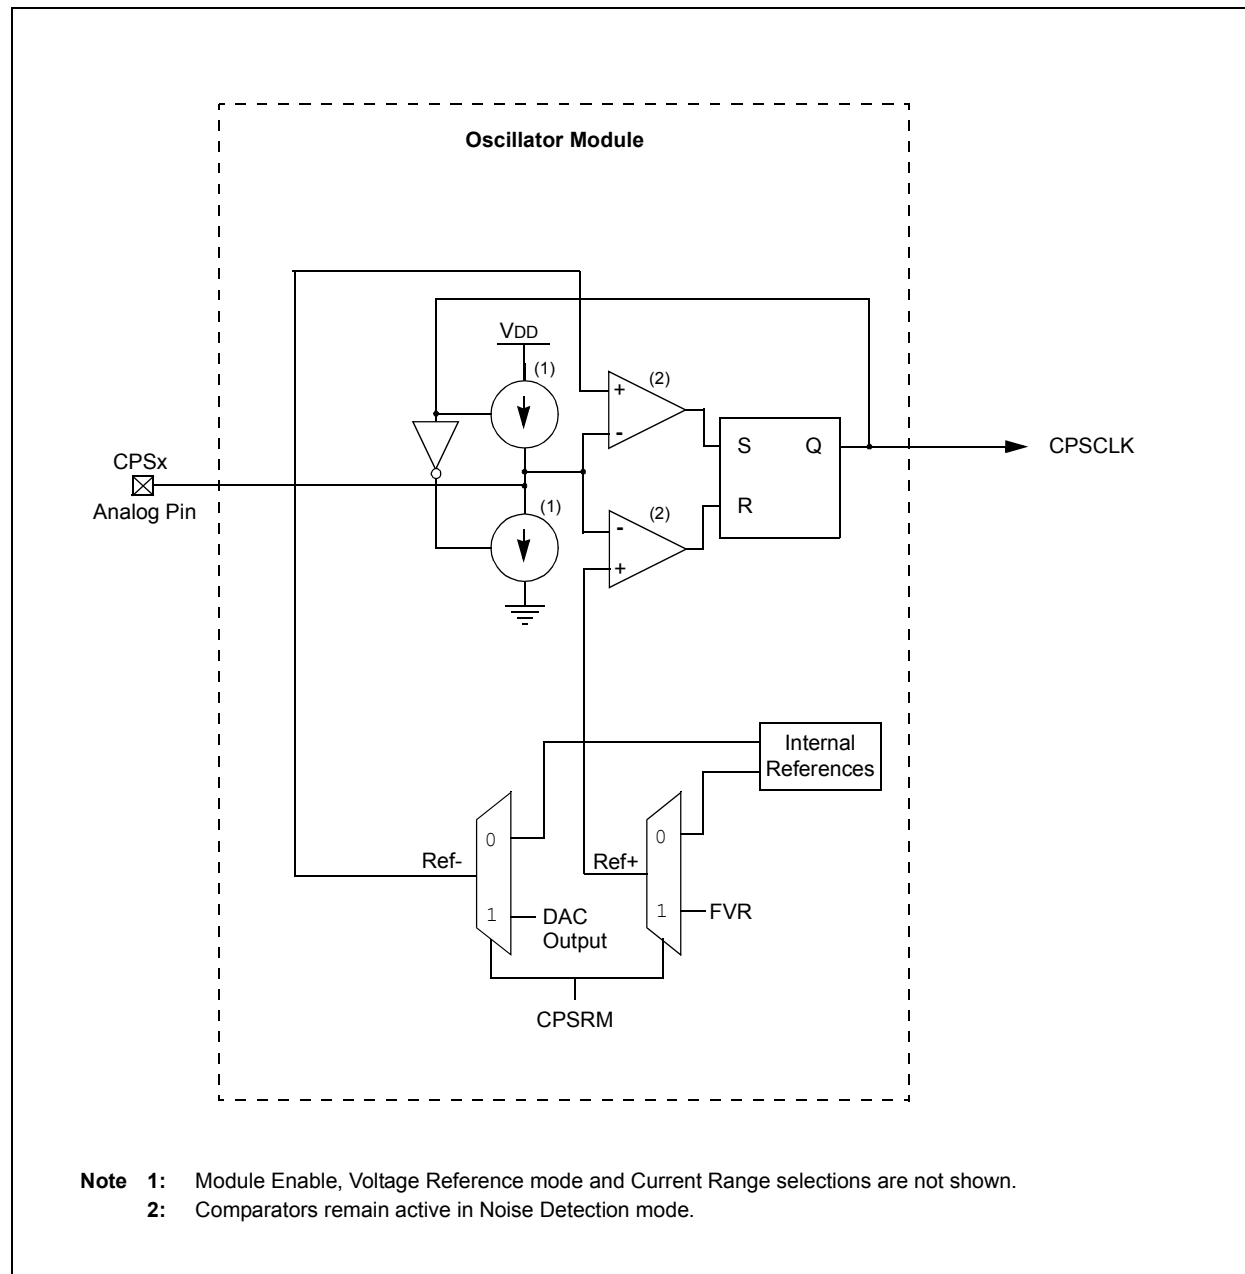 Oscillator Module
VDD
(1)
(2)
+
-
S Q
R
CPSCLK
CPSx
Analog Pin
(1)
(2)
-
+
Internal
References
0
Ref-
1
DAC
Output
0
Ref+
1
FVR
CPSRM
Note 1: Module Enable, Voltage Reference mode and Current Range selections are not shown.
2: Comparators remain active in Noise Detection mode.